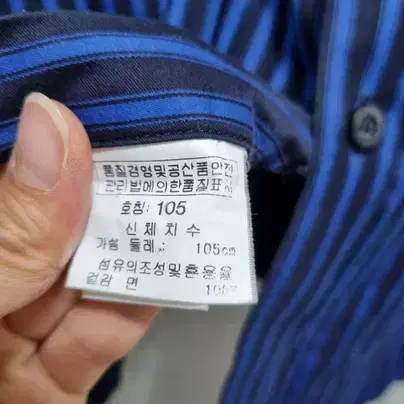 품질경영및공산품안전
관리법에의한품질표시
호칭: 105
신체치수
가슴 둘레: 105cm
섬유의조성및혼용율
겉감 면 100%